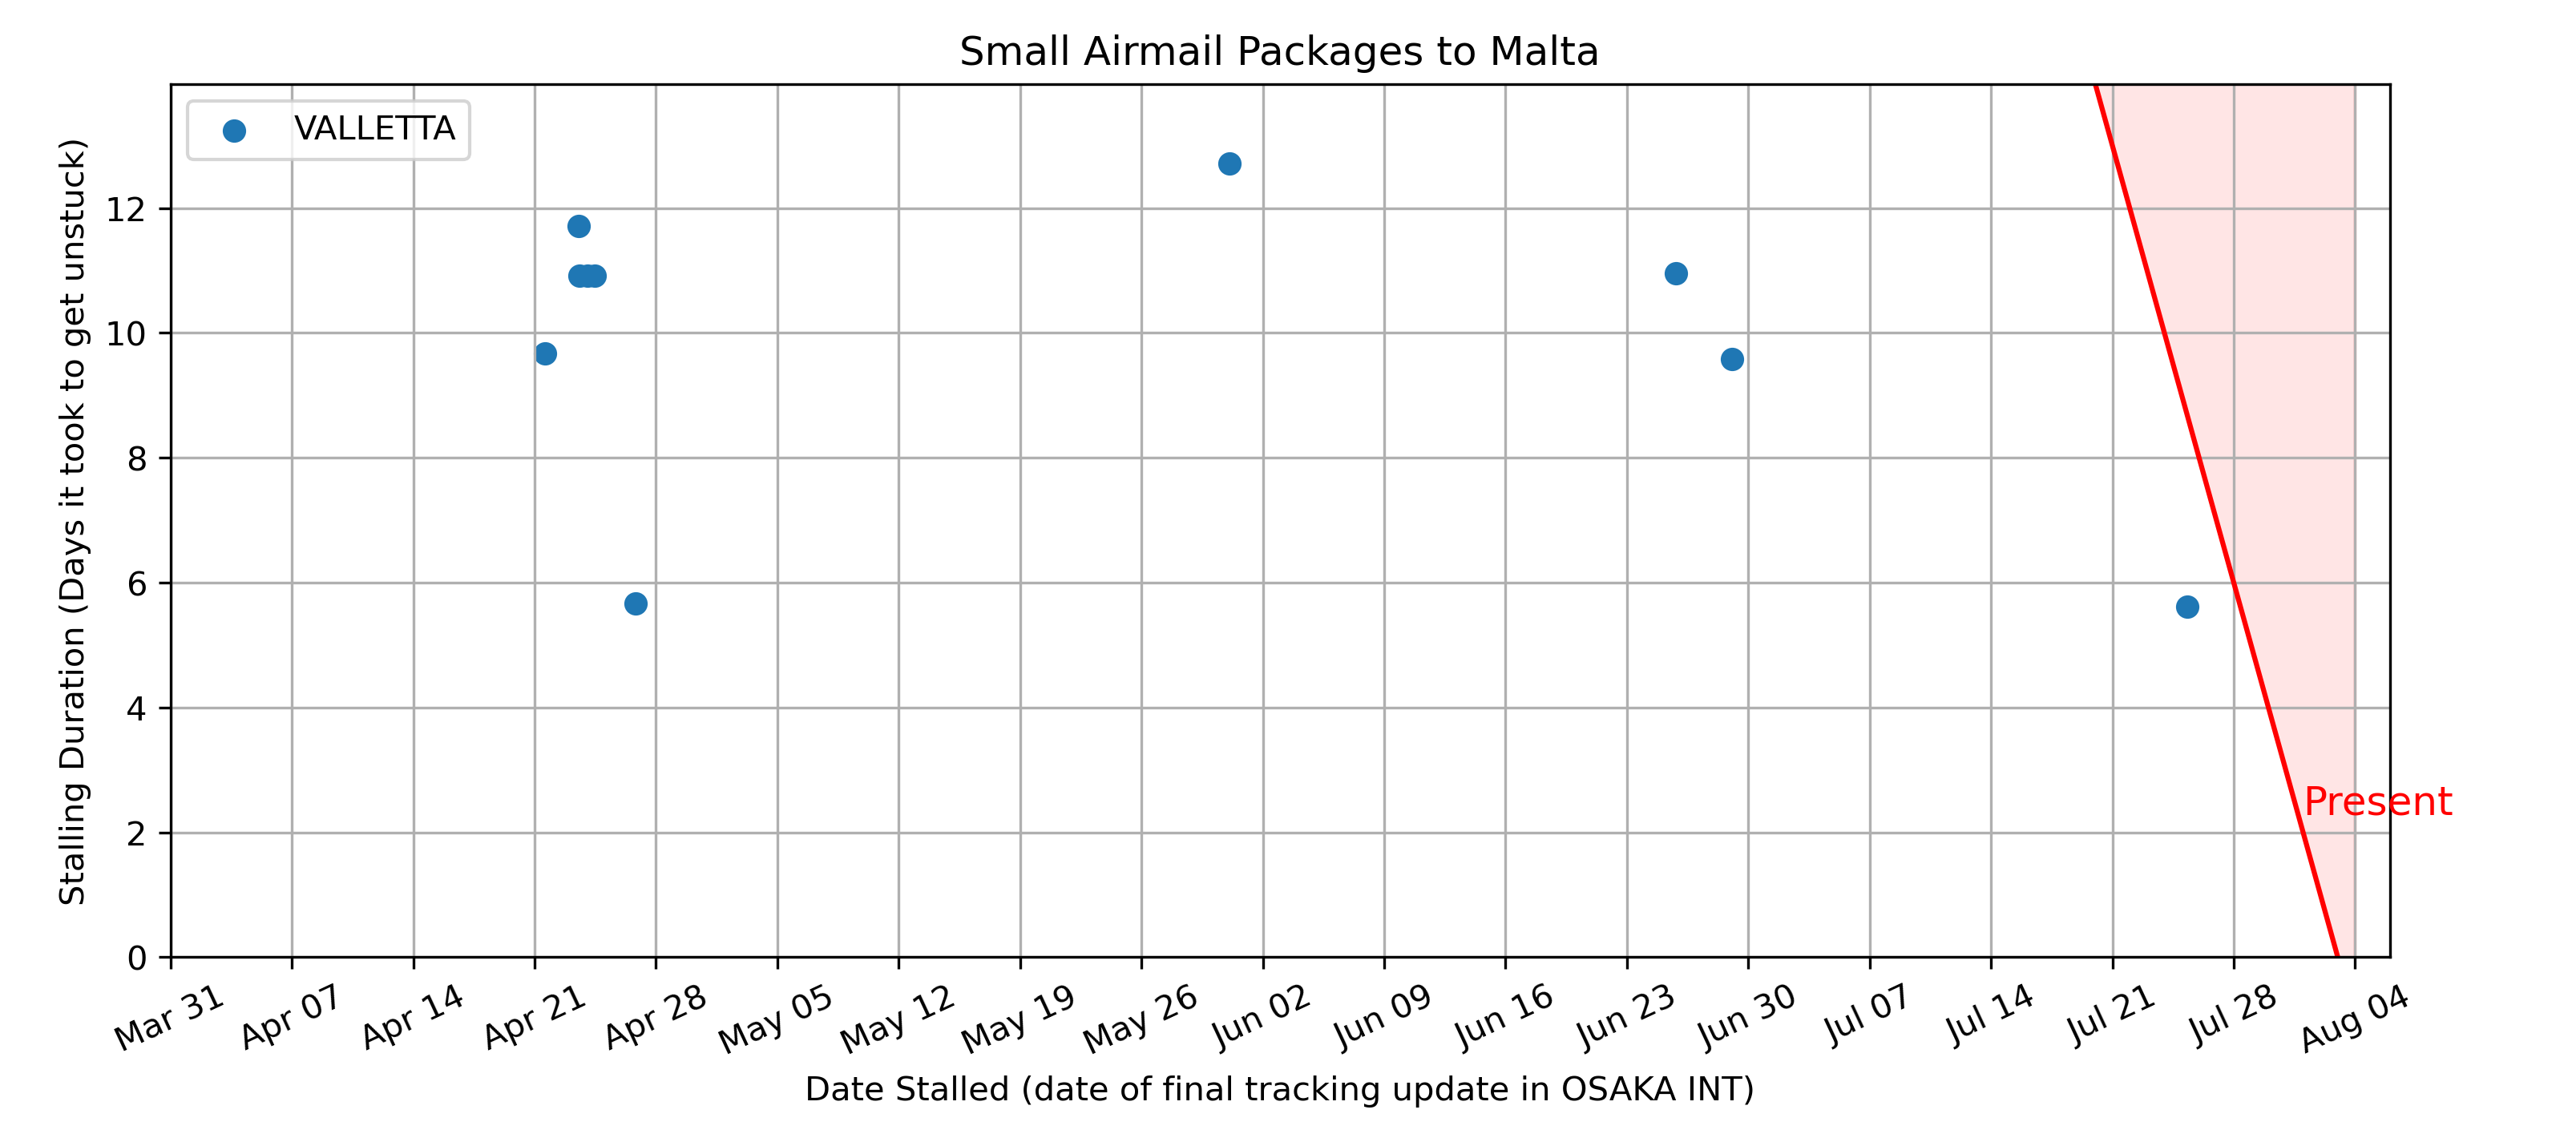 Small Airmail Packages to Malta
VALLETTA
Stalling Duration (Days it took to get unstuck)
12
10
8
6
4
2
0
Present
Mar 31 Apr 07 Apr 14 Apr 21 Apr 28 May 05 May 12 May 19 May 26 Jun 02 Jun 09 Jun 16 Jun 23 Jun 30 Jul 07 Jul 14 Jul 21 Jul 28 Aug 04
Date Stalled (date of final tracking update in OSAKA INT)